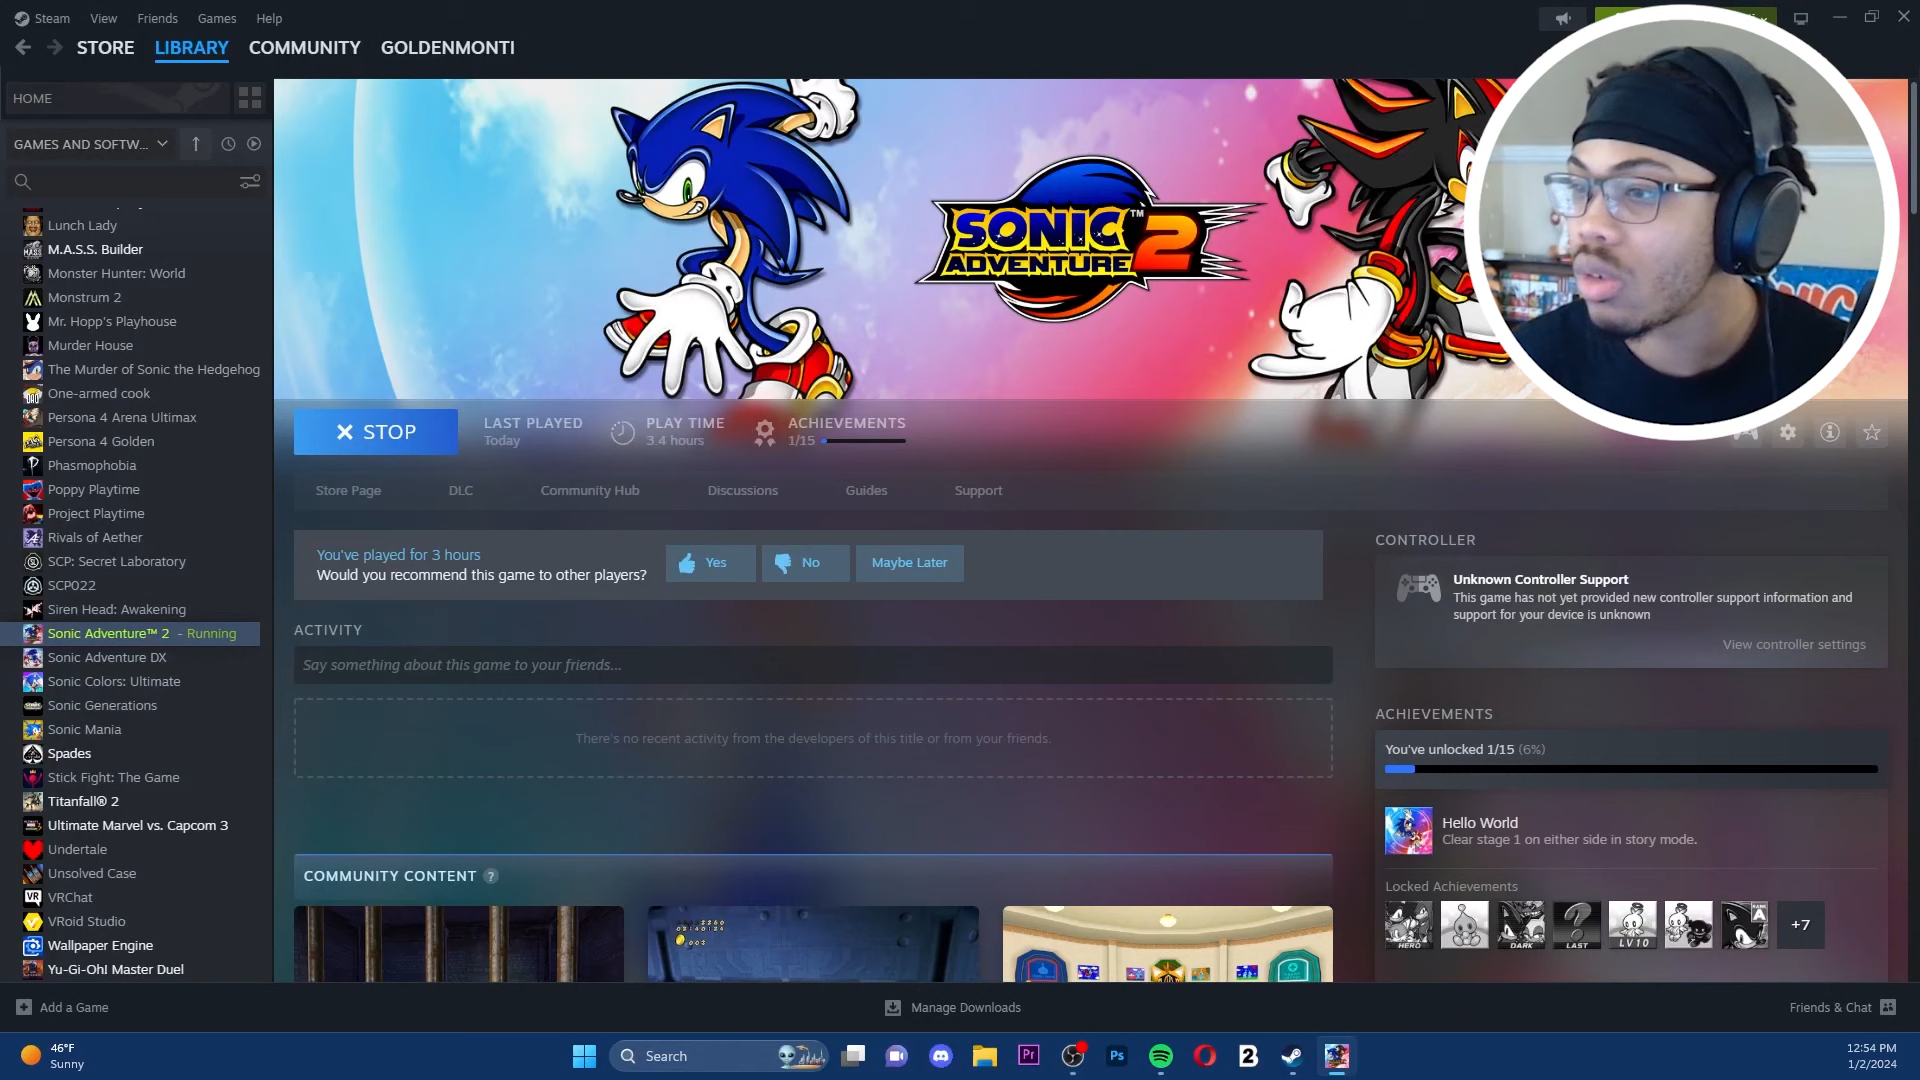 Steam View Friends Games Help
STORE LIBRARY COMMUNITY GOLDENMONTI
HOME
GAMES AND SOFTW...
Lunch Lady
M.A.S.S. Builder
Monster Hunter: World
Monstrum 2
Mr. Hopp's Playhouse
Murder House
The Murder of Sonic the Hedgehog
One-armed cook
Persona 4 Arena Ultimax
Persona 4 Golden
Phasmophobia
Poppy Playtime
Project Playtime
Rivals of Aether
SCP: Secret Laboratory
SCP022
Siren Head: Awakening
Sonic Adventure™ 2 - Running
Sonic Adventure DX
Sonic Colors: Ultimate
Sonic Generations
Sonic Mania
Spades
Stick Fight: The Game
Titanfall® 2
Ultimate Marvel vs. Capcom 3
Undertale
Unsolved Case
VRChat
VRoid Studio
Wallpaper Engine
Yu-Gi-Oh! Master Duel
SONIC™
ADVENTURE 2
STOP
LAST PLAYED
Today
PLAY TIME
3.4 hours
ACHIEVEMENTS
1/15
Store Page DLC Community Hub Discussions Guides Support
You've played for 3 hours
Would you recommend this game to other players?
Yes No Maybe Later
ACTIVITY
Say something about this game to your friends...
There's no recent activity from the developers of this title or from your friends.
COMMUNITY CONTENT ?
CONTROLLER
Unknown Controller Support
This game has not yet provided new controller support information and
support for your device is unknown
View controller settings
ACHIEVEMENTS
You've unlocked 1/15 (6%)
Hello World
Clear stage 1 on either side in story mode.
Locked Achievements
HERO DARK LAST LV10 A
+7
Add a Game
Manage Downloads
Friends & Chat
46°F
Sunny
Search
Pr Ps 2
12:54 PM
1/2/2024